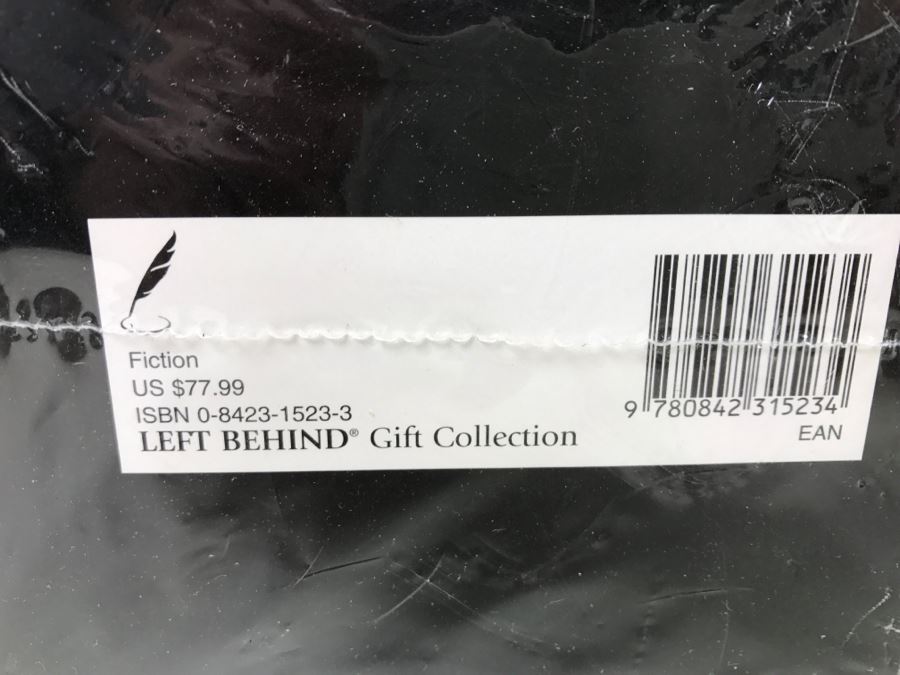 Fiction
US $77.99
ISBN 0-8423-1523-3
LEFT BEHIND® Gift Collection
9 780842 315234
EAN